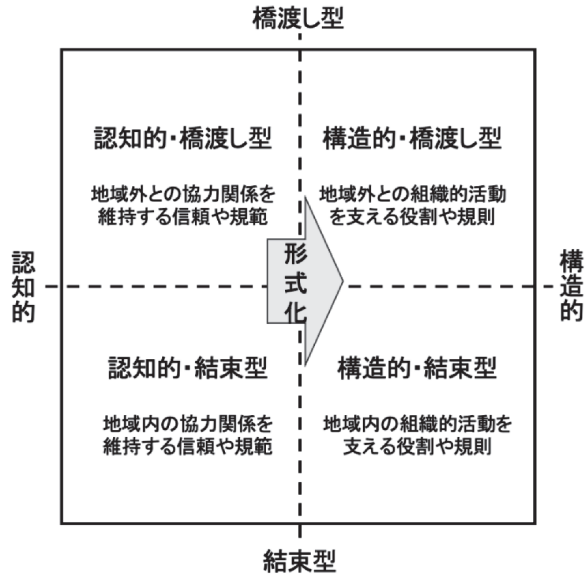 橋渡し型
認知的・橋渡し型
地域外との協力関係を
維持する信頼や規範
構造的・橋渡し型
地域外との組織的活動
を支える役割や規則
認知的
形式化
構造的
認知的・結束型
地域内の協力関係を
維持する信頼や規範
構造的・結束型
地域内の組織的活動を
支える役割や規則
結束型